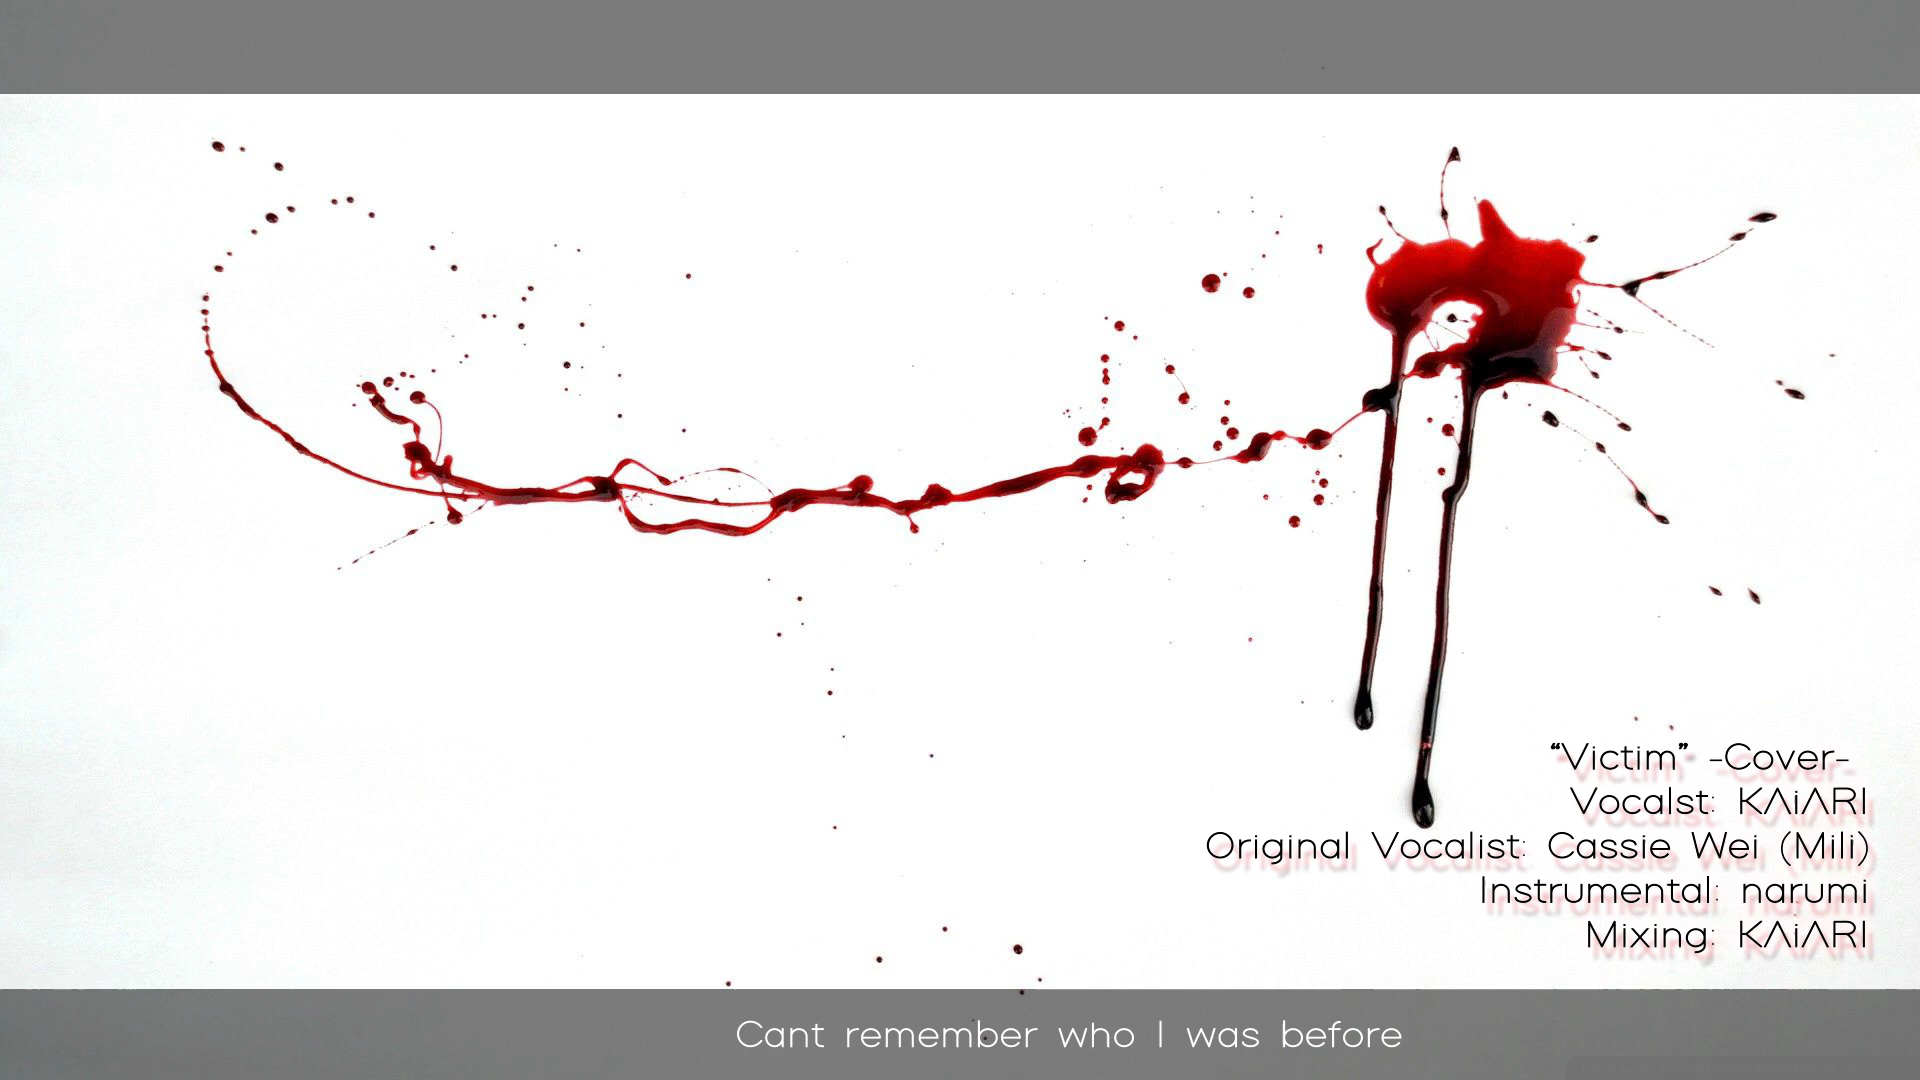 “Victim” -Cover-
Vocalst: KΛiΛRI
Original Vocalist: Cassie Wei (Mili)
Instrumental: narumi
Mixing: KΛiΛRI
Cant remember who I was before